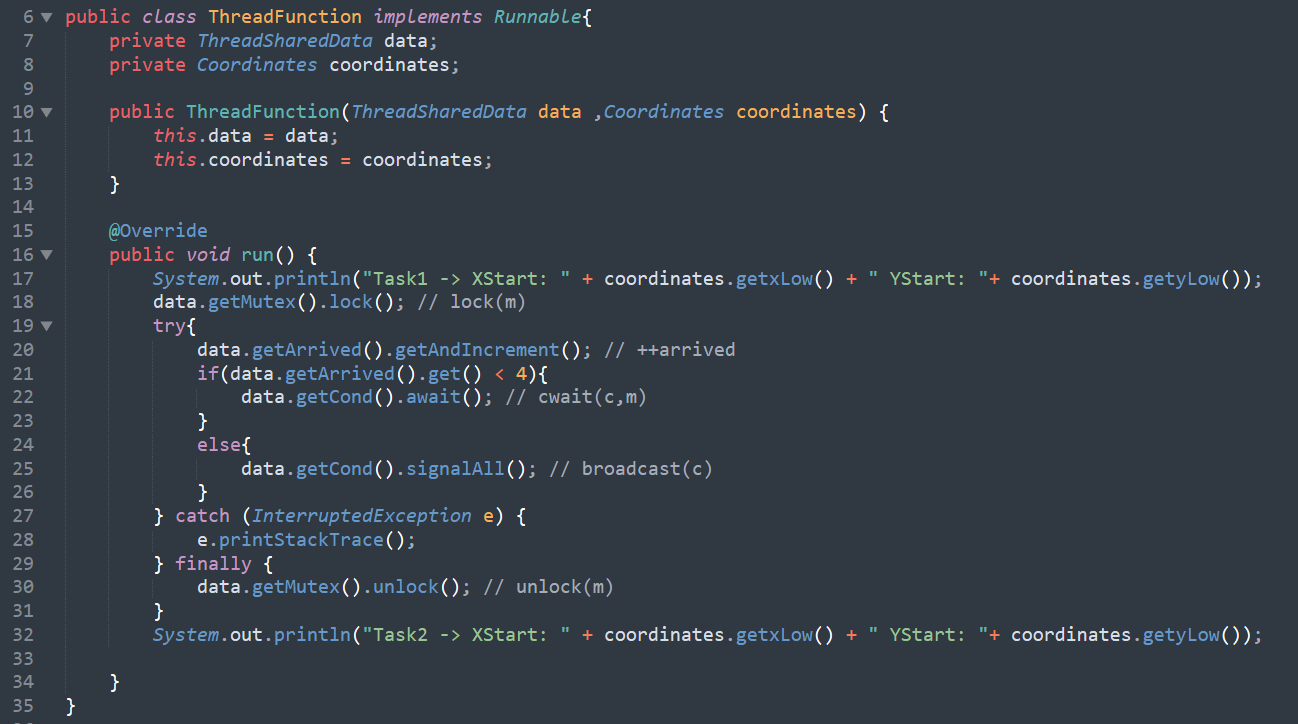 6 public class ThreadFunction implements Runnable{
7 private ThreadSharedData data;
8 private Coordinates coordinates;
9
10 public ThreadFunction(ThreadSharedData data ,Coordinates coordinates) {
11 this.data = data;
12 this.coordinates = coordinates;
13 }
14
15 @Override
16 public void run() {
17 System.out.println("Task1 -> XStart: " + coordinates.getxLow() + " YStart: "+ coordinates.getyLow());
18 data.getMutex().lock(); // lock(m)
19 try{
20 data.getArrived().getAndIncrement(); // ++arrived
21 if(data.getArrived().get() < 4){
22 data.getCond().await(); // cwait(c,m)
23 }
24 else{
25 data.getCond().signalAll(); // broadcast(c)
26 }
27 } catch (InterruptedException e) {
28 e.printStackTrace();
29 } finally {
30 data.getMutex().unlock(); // unlock(m)
31 }
32 System.out.println("Task2 -> XStart: " + coordinates.getxLow() + " YStart: "+ coordinates.getyLow());
33
34 }
35 }